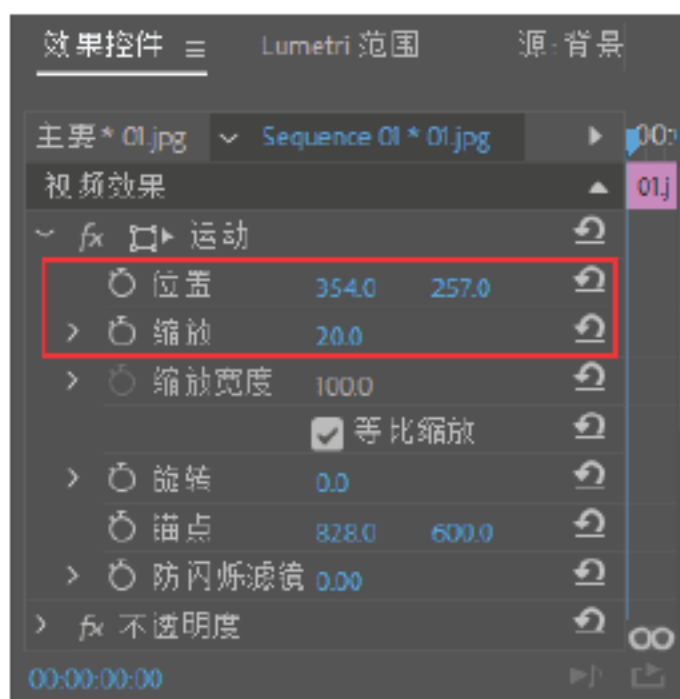 效果控件 Lumetri 范围 源:背景
主要 * 01.jpg Sequence 01 * 01.jpg 00:
视频效果 01.j
fx 运动
位置 354.0 257.0
缩放 20.0
缩放宽度 100.0
等比缩放
旋转 0.0
锚点 828.0 600.0
防闪烁滤镜 0.00
fx 不透明度
00:00:00:00